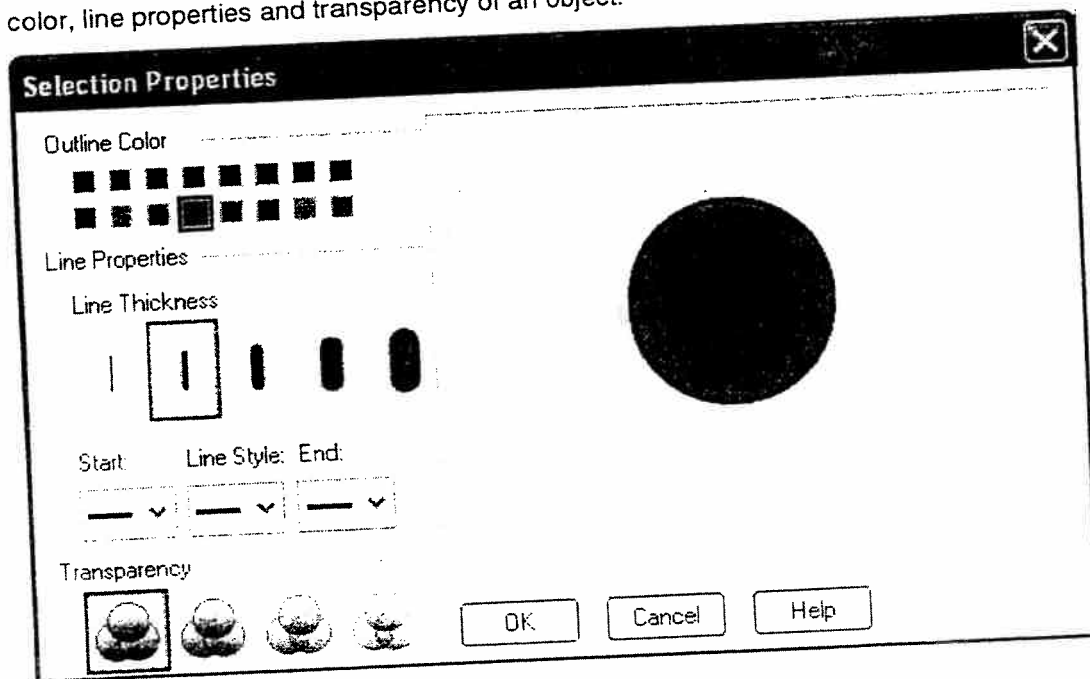 color, line properties and transparency of an object.
Selection Properties
Outline Color
Line Properties
Line Thickness
Start: Line Style: End:
Transparency
OK Cancel Help